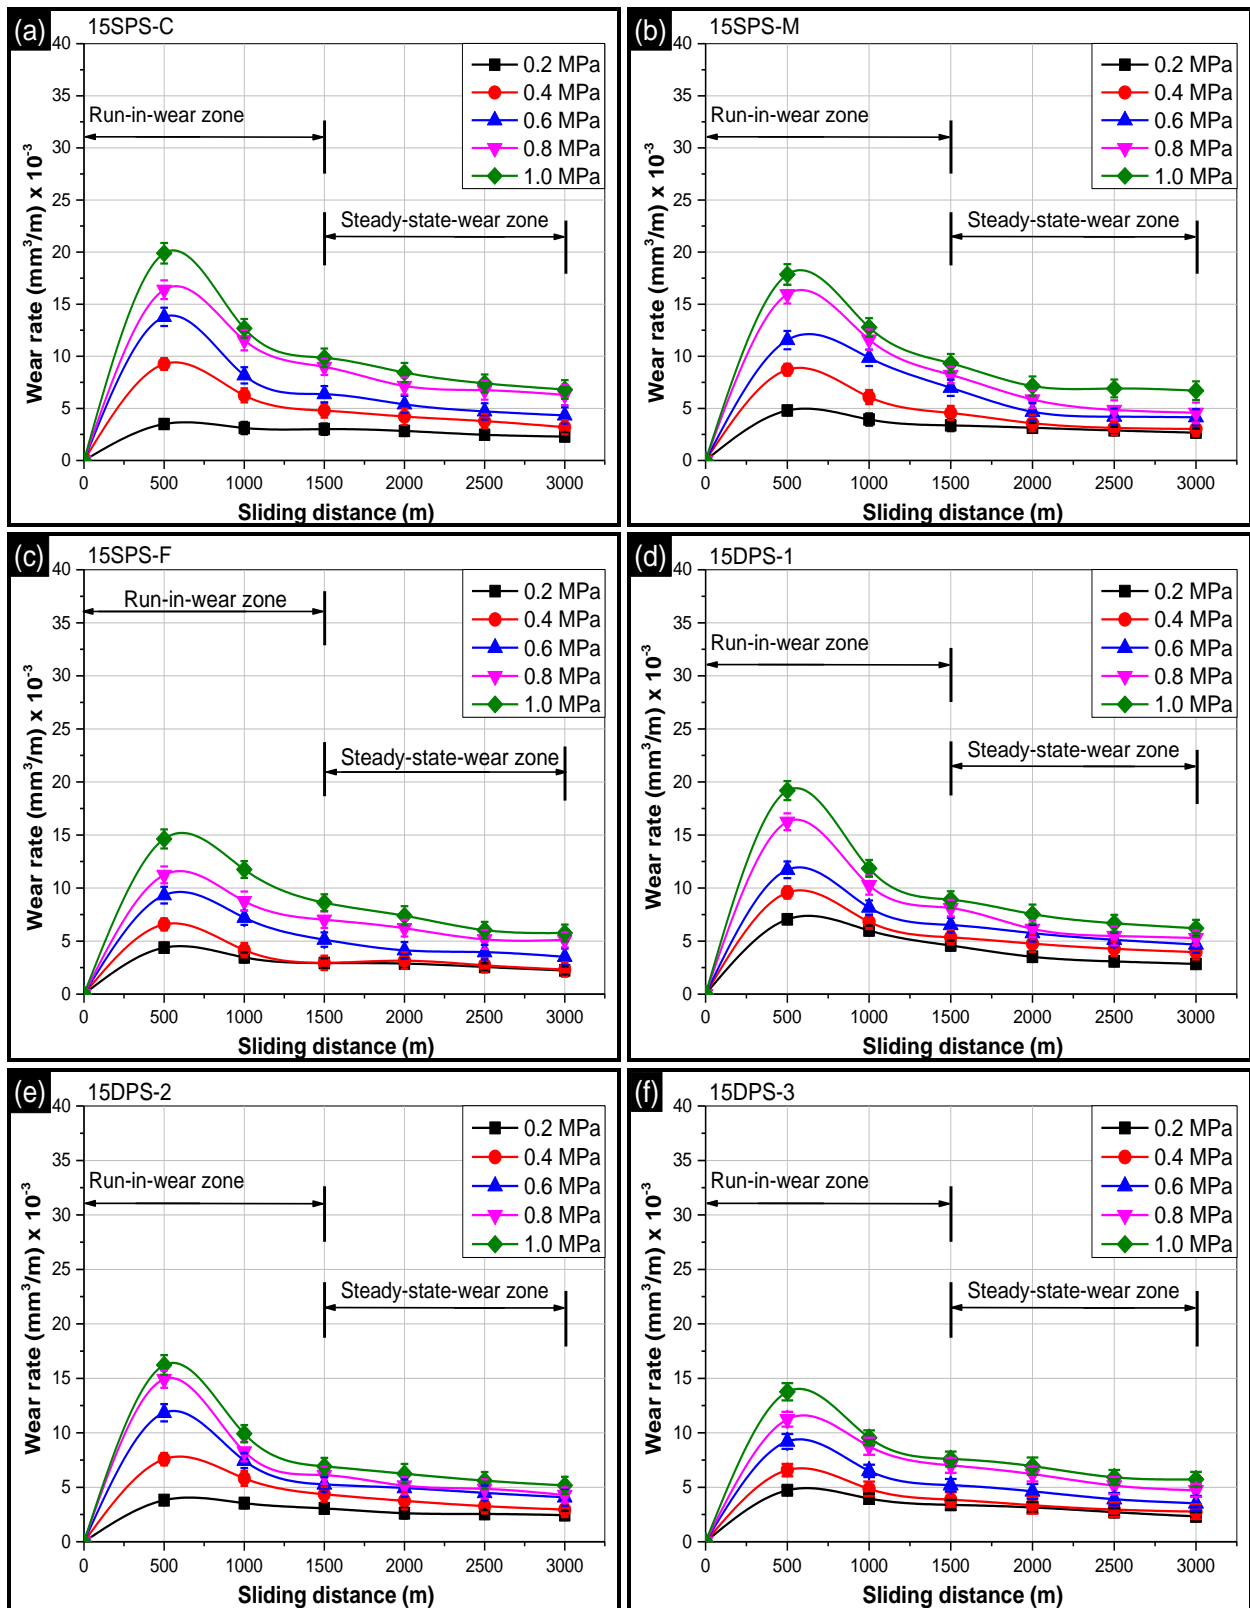 (a)
15SPS-C
40
35
30
25
20
15
10
5
0
Wear rate (mm³/m) x 10⁻³
Run-in-wear zone
Steady-state-wear zone
0.2 MPa
0.4 MPa
0.6 MPa
0.8 MPa
1.0 MPa
0 500 1000 1500 2000 2500 3000
Sliding distance (m)
(b)
15SPS-M
40
35
30
25
20
15
10
5
0
Wear rate (mm³/m) x 10⁻³
Run-in-wear zone
Steady-state-wear zone
0.2 MPa
0.4 MPa
0.6 MPa
0.8 MPa
1.0 MPa
0 500 1000 1500 2000 2500 3000
Sliding distance (m)
(c)
15SPS-F
40
35
30
25
20
15
10
5
0
Wear rate (mm³/m) x 10⁻³
Run-in-wear zone
Steady-state-wear zone
0.2 MPa
0.4 MPa
0.6 MPa
0.8 MPa
1.0 MPa
0 500 1000 1500 2000 2500 3000
Sliding distance (m)
(d)
15DPS-1
40
35
30
25
20
15
10
5
0
Wear rate (mm³/m) x 10⁻³
Run-in-wear zone
Steady-state-wear zone
0.2 MPa
0.4 MPa
0.6 MPa
0.8 MPa
1.0 MPa
0 500 1000 1500 2000 2500 3000
Sliding distance (m)
(e)
15DPS-2
40
35
30
25
20
15
10
5
0
Wear rate (mm³/m) x 10⁻³
Run-in-wear zone
Steady-state-wear zone
0.2 MPa
0.4 MPa
0.6 MPa
0.8 MPa
1.0 MPa
0 500 1000 1500 2000 2500 3000
Sliding distance (m)
(f)
15DPS-3
40
35
30
25
20
15
10
5
0
Wear rate (mm³/m) x 10⁻³
Run-in-wear zone
Steady-state-wear zone
0.2 MPa
0.4 MPa
0.6 MPa
0.8 MPa
1.0 MPa
0 500 1000 1500 2000 2500 3000
Sliding distance (m)